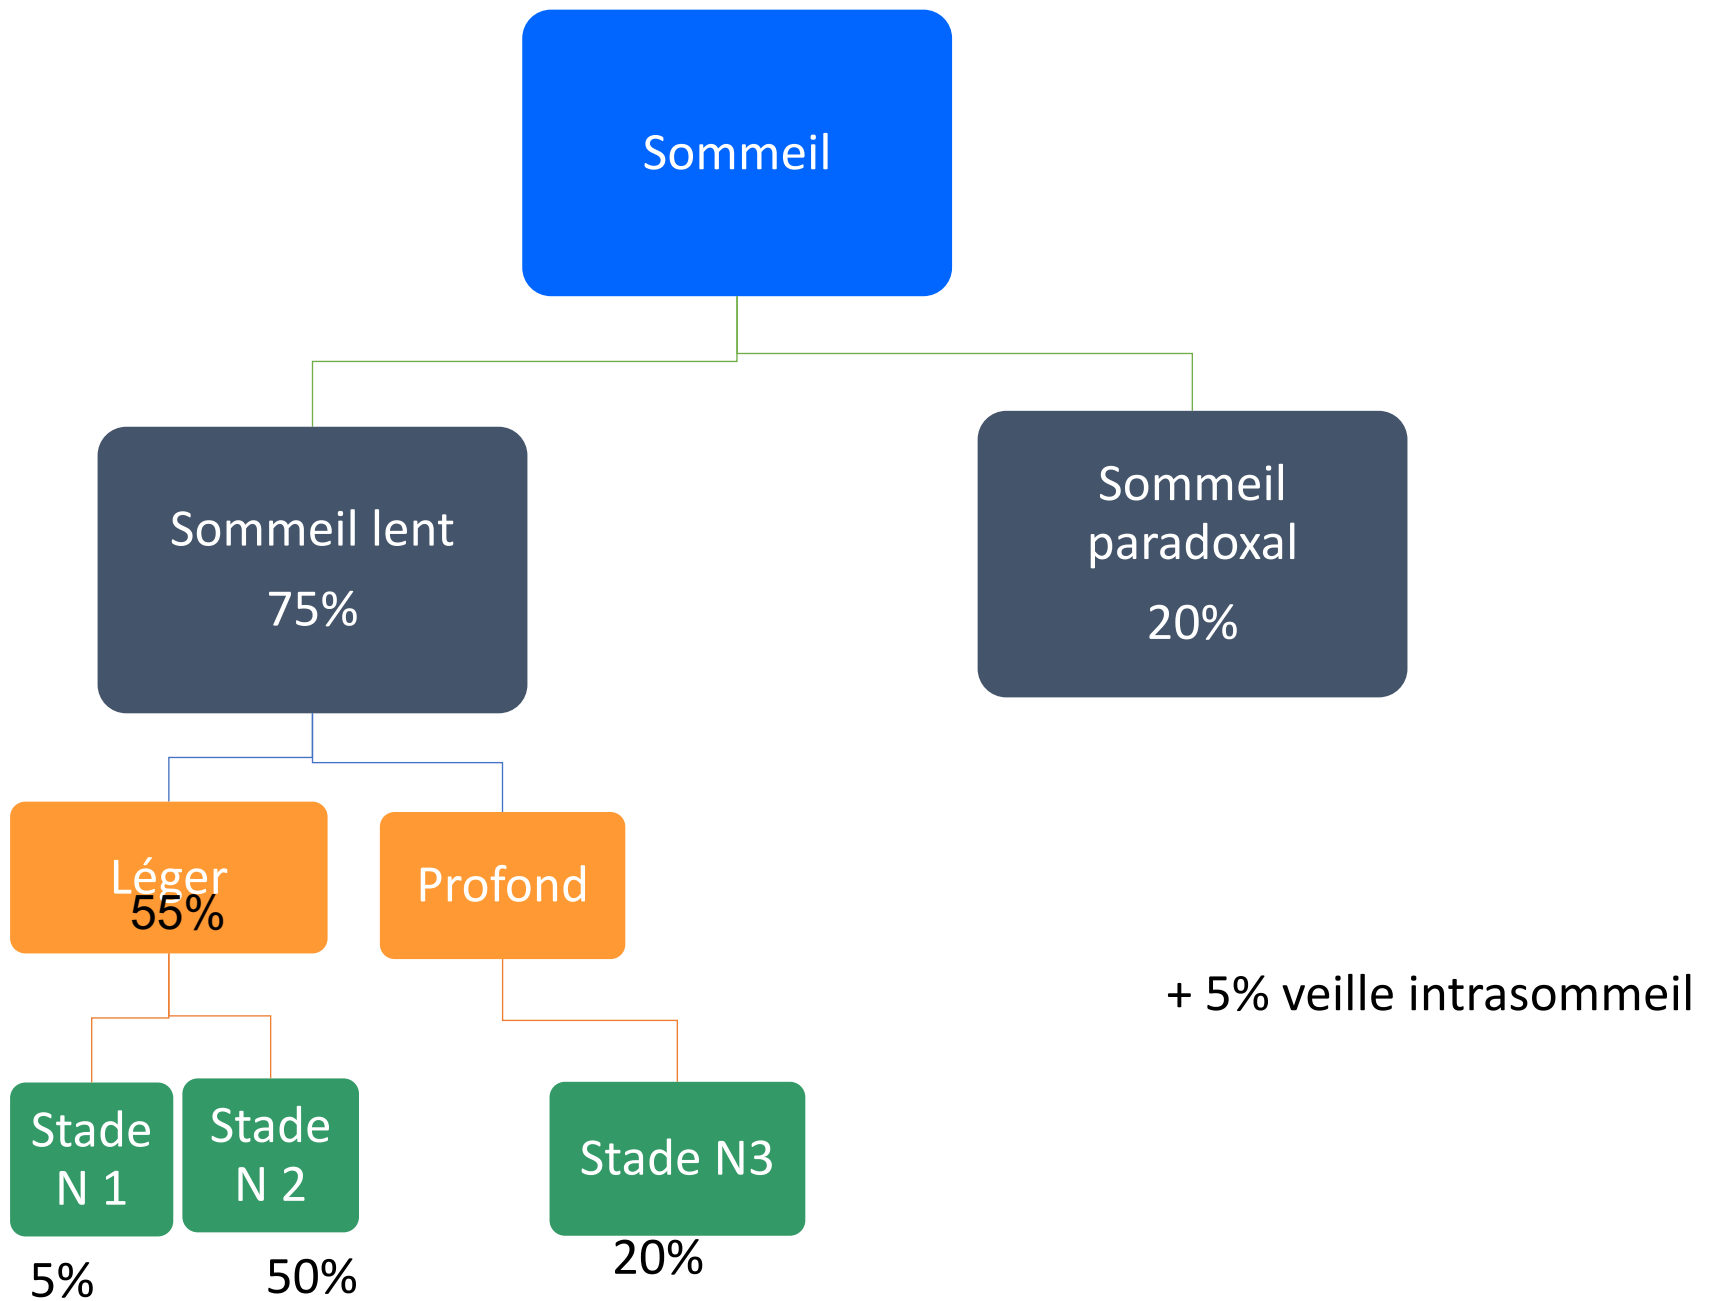 Sommeil
Sommeil lent
75%
Sommeil
paradoxal
20%
Léger
55%
Profond
+ 5% veille intrasommeil
Stade
N 1
Stade
N 2
Stade N3
5%
50%
20%